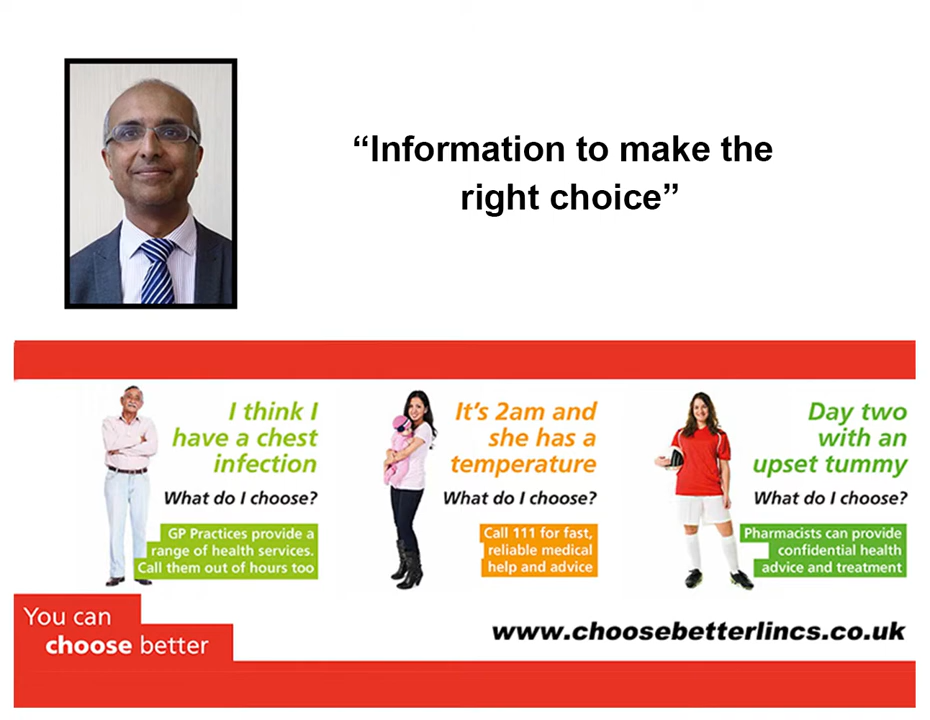 “Information to make the
right choice”
I think I
have a chest
infection
What do I choose?
GP Practices provide a
range of health services.
Call them out of hours too
It’s 2am and
she has a
temperature
What do I choose?
Call 111 for fast,
reliable medical
help and advice
Day two
with an
upset tummy
What do I choose?
Pharmacists can provide
confidential health
advice and treatment
You can
choose better
www.choosebetterlincs.co.uk